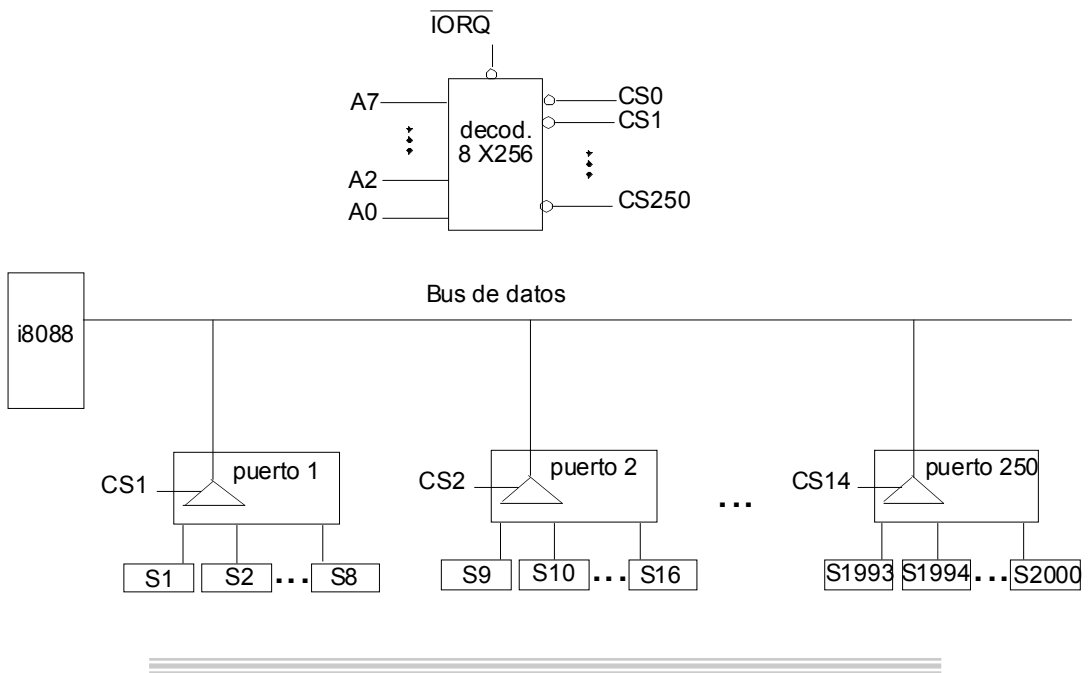 IORQ
A7
A2
A0
decod.
8 X256
CS0
CS1
CS250
Bus de datos
i8088
CS1
puerto 1
CS2
puerto 2
...
CS14
puerto 250
S1 S2 ... S8
S9 S10 ... S16
S1993 S1994 ... S2000